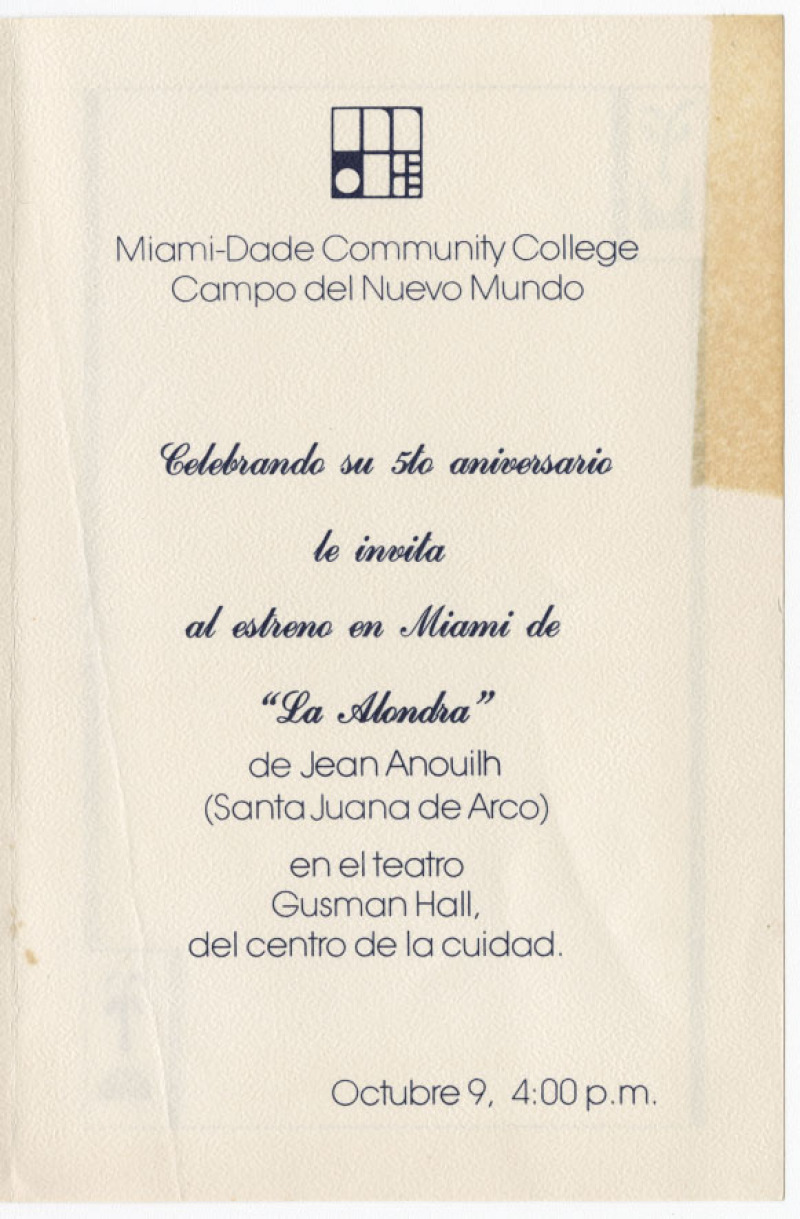 Miami-Dade Community College
Campo del Nuevo Mundo
Celebrando su 5to aniversario
le invita
al estreno en Miami de
“La Alondra”
de Jean Anouilh
(Santa Juana de Arco)
en el teatro
Gusman Hall,
del centro de la cuidad.
Octubre 9, 4:00 p.m.